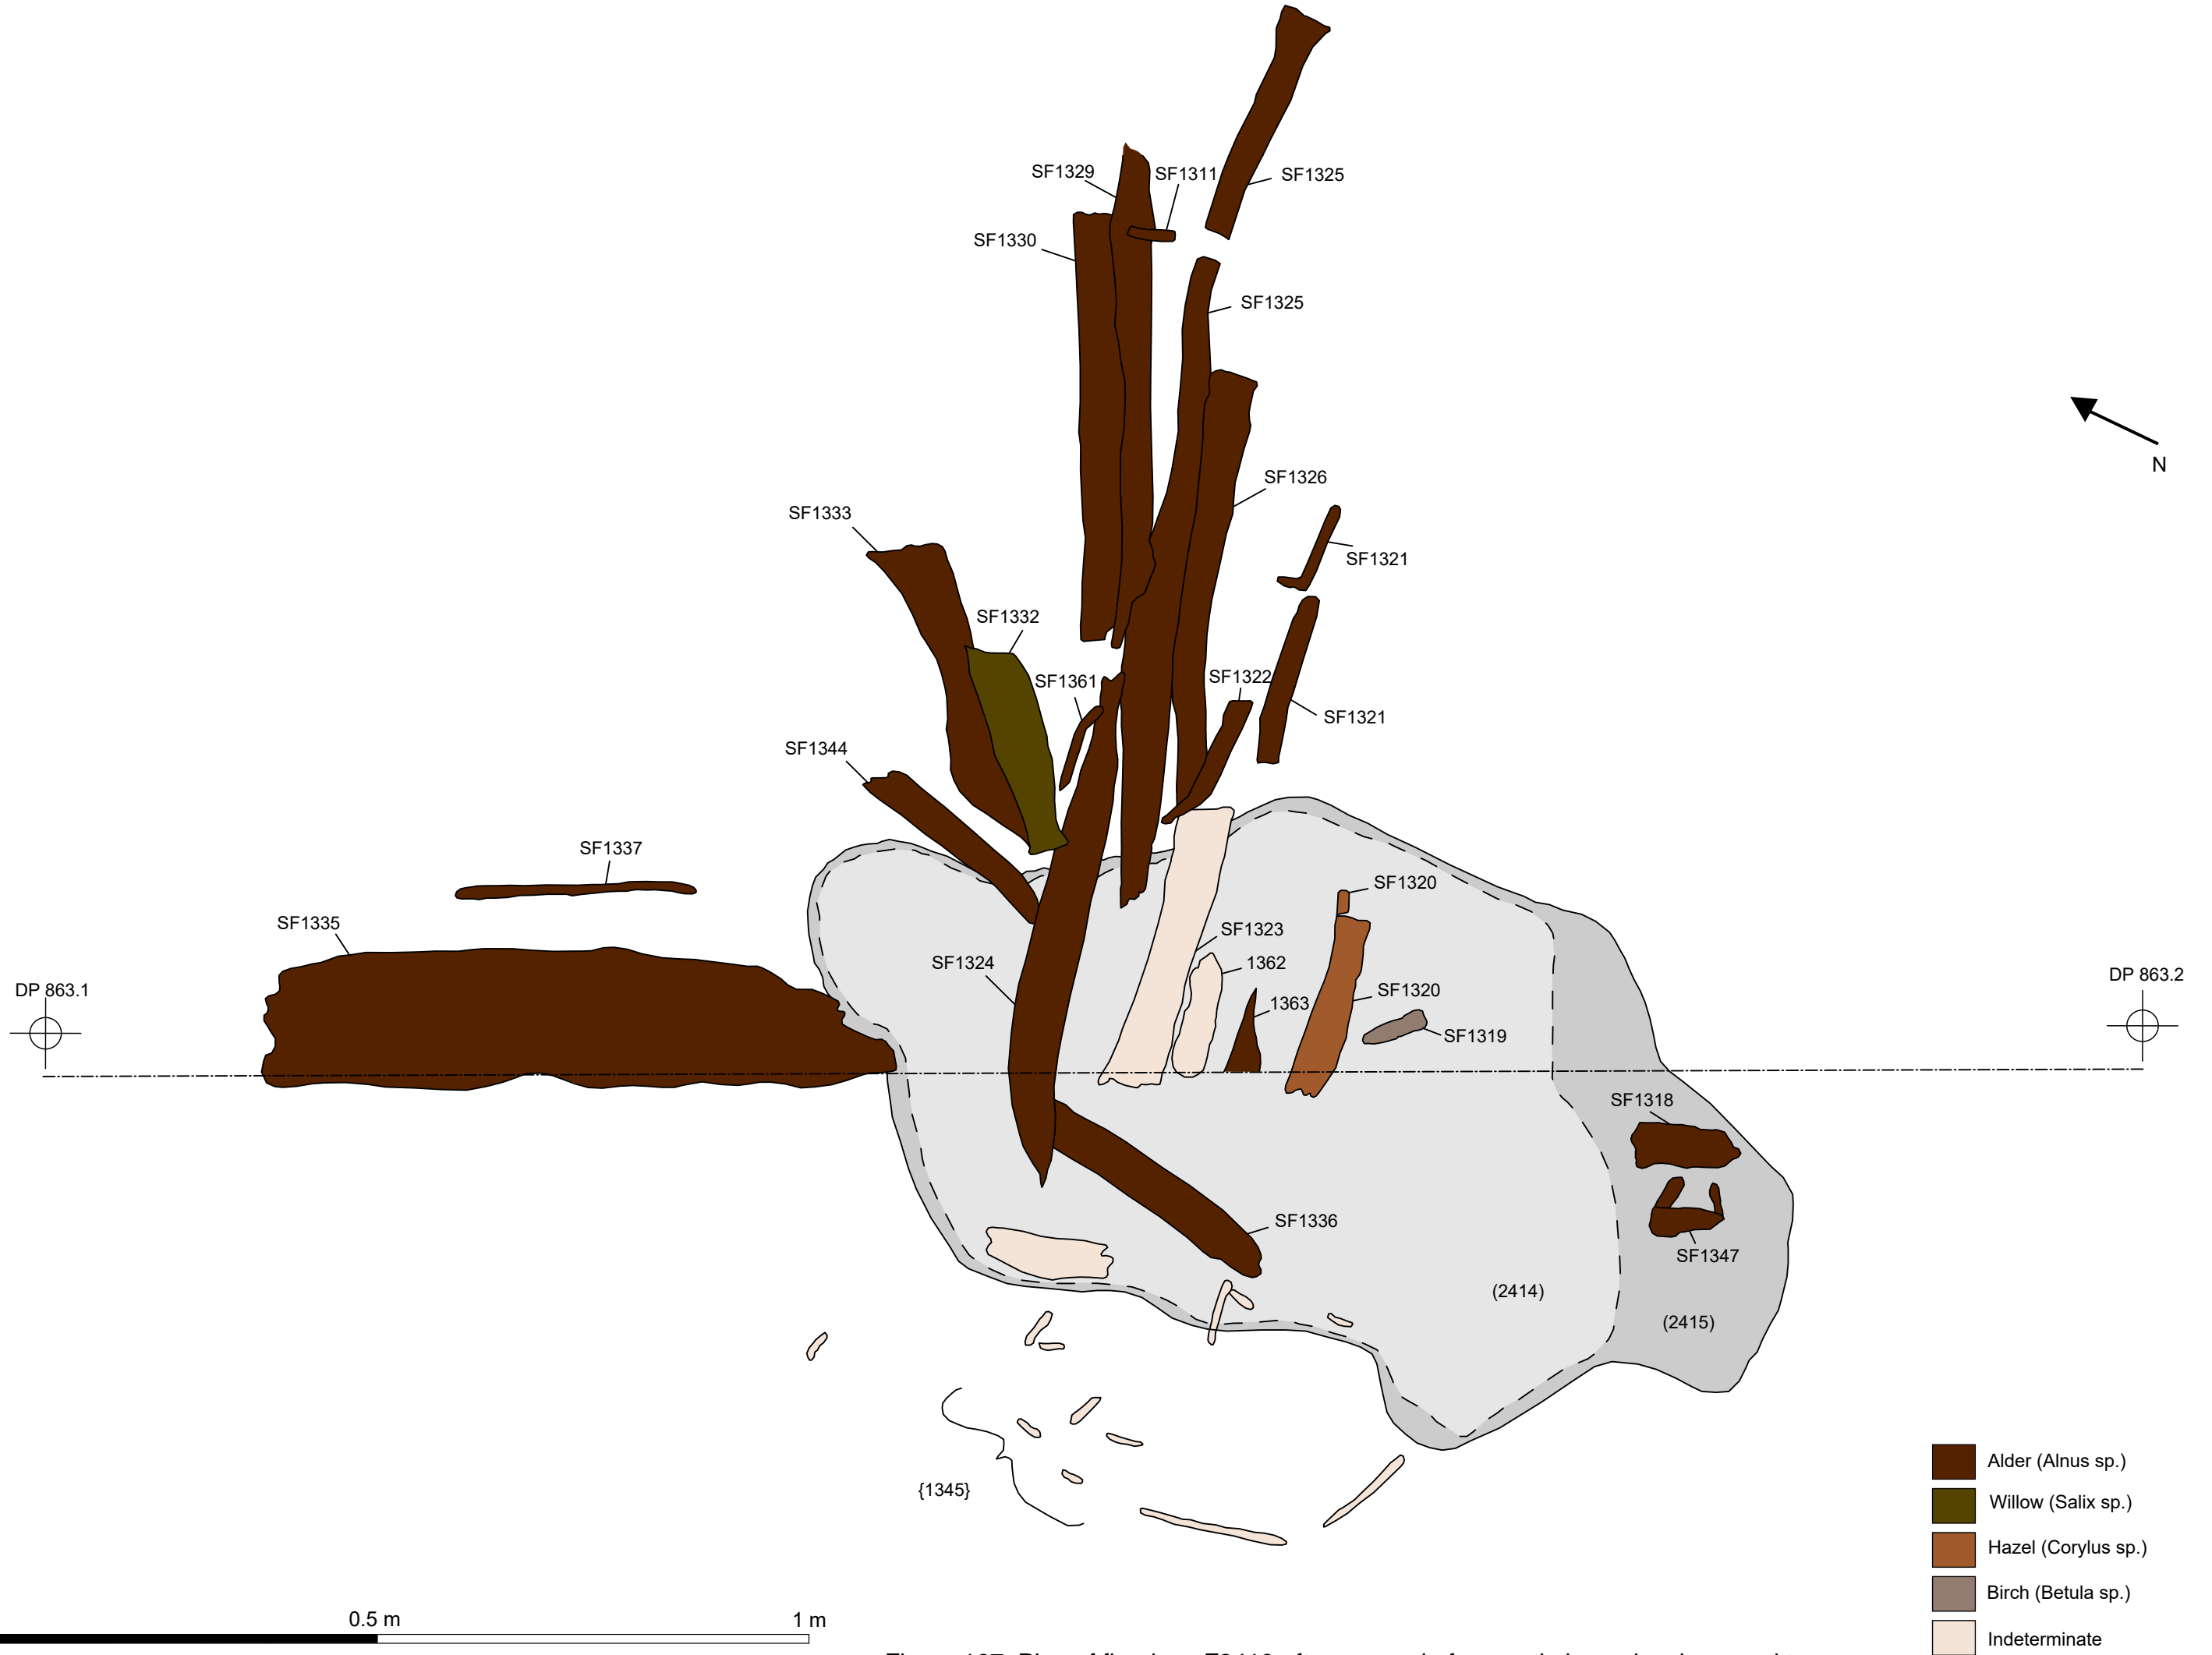 SF1329
SF1311
SF1325
SF1330
SF1325
SF1326
SF1333
SF1321
N
SF1332
SF1361
SF1322
SF1321
SF1344
SF1337
SF1320
SF1335
SF1323
SF1324
1362
DP 863.1
DP 863.2
SF1320
1363
SF1319
SF1318
SF1336
SF1347
(2414)
(2415)
{1345}
Alder (Alnus sp.)
Willow (Salix sp.)
Hazel (Corylus sp.)
Birch (Betula sp.)
Indeterminate
0.5 m
1 m